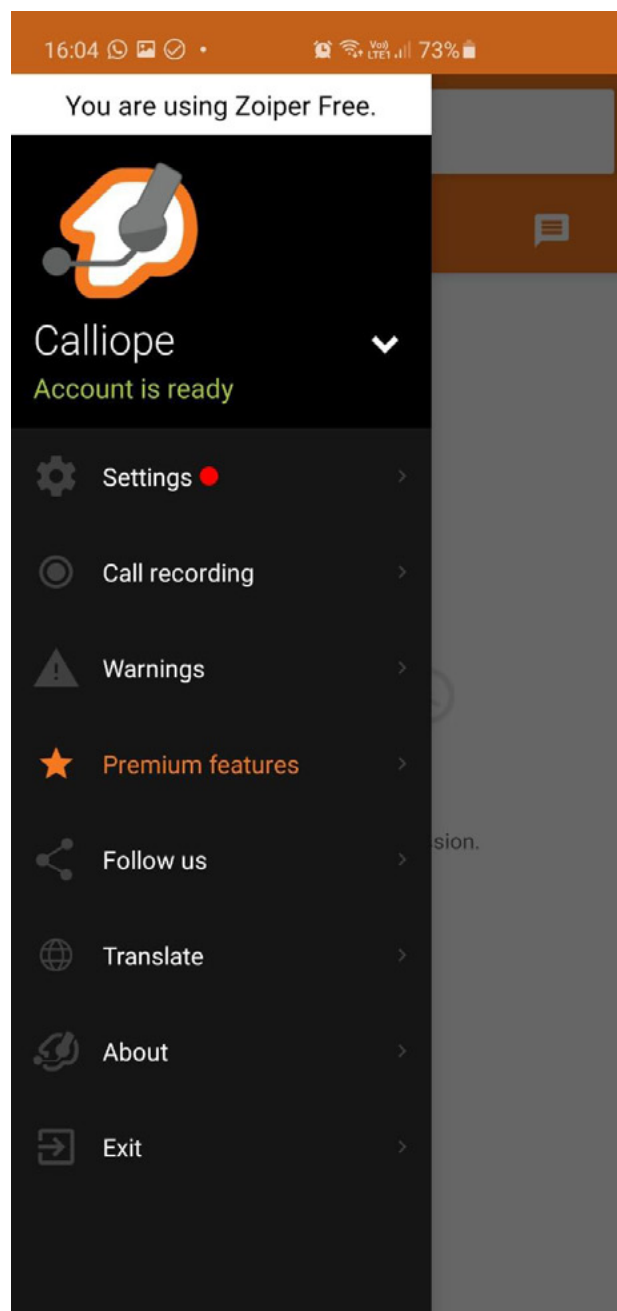 16:04 73%
You are using Zoiper Free.
Calliope
Account is ready
Settings
Call recording
Warnings
Premium features
sion.
Follow us
Translate
About
Exit